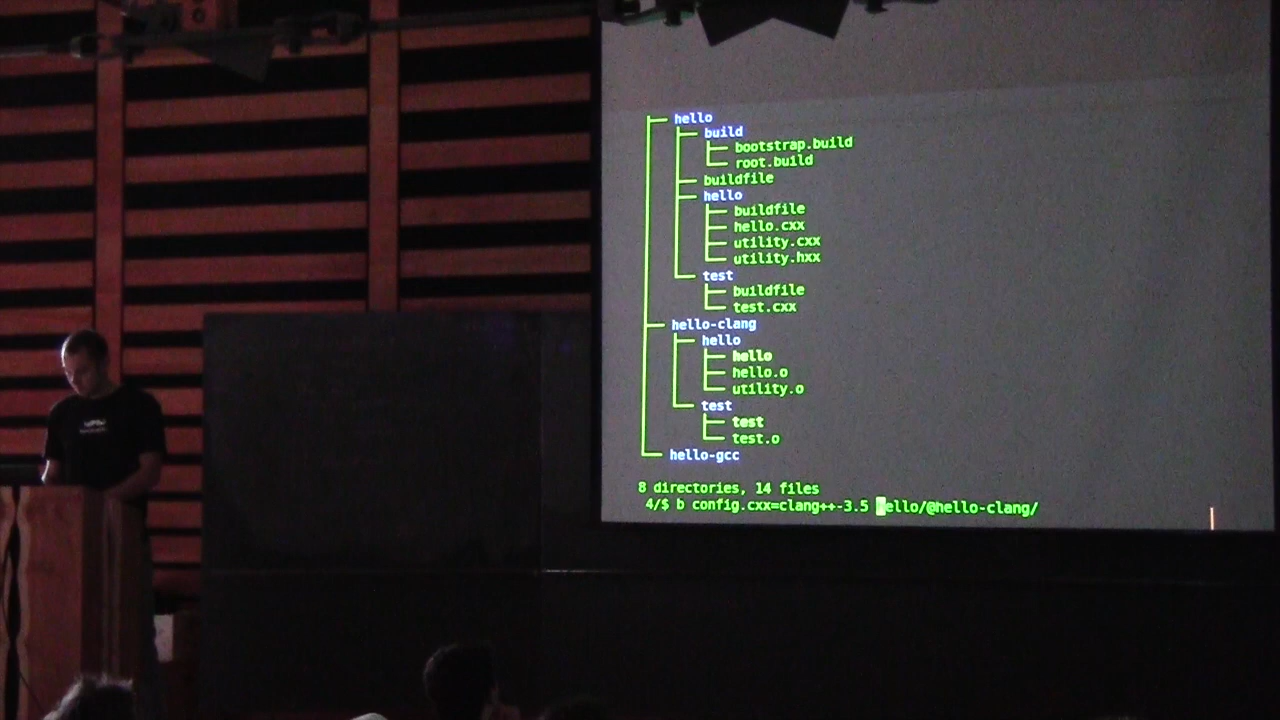 hello
build
bootstrap.build
root.build
buildfile
hello
buildfile
hello.cxx
utility.cxx
utility.hxx
test
buildfile
test.cxx
hello-clang
hello
hello
hello.o
utility.o
test
test
test.o
hello-gcc
8 directories, 14 files
4/$ b config.cxx=clang++-3.5 hello/@hello-clang/